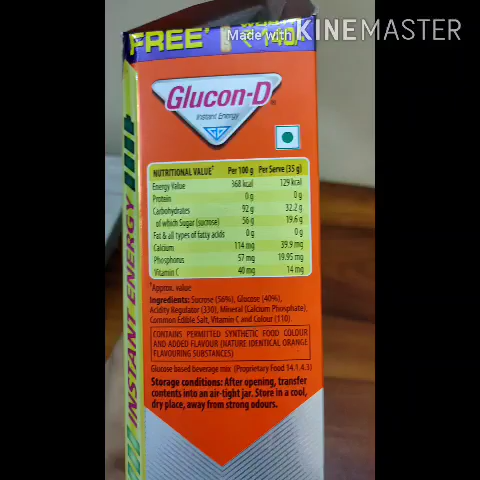 Made with KINEMASTER
FREE*
₹ 140/-
Glucon-D
Instant Energy
INSTANT ENERGY
NUTRITIONAL VALUE† Per 100 g Per Serve (35 g)
Energy Value 368 kcal 129 kcal
Protein 0 g 0 g
Carbohydrates 92 g 32.2 g
of which Sugar (sucrose) 56 g 19.6 g
Fat & all types of fatty acids 0 g 0 g
Calcium 114 mg 39.9 mg
Phosphorus 57 mg 19.95 mg
Vitamin C 40 mg 14 mg
†Approx. value
Ingredients: Sucrose (56%), Glucose (40%),
Acidity Regulator (330), Mineral (Calcium Phosphate),
Common Edible Salt, Vitamin C and Colour (110).
CONTAINS PERMITTED SYNTHETIC FOOD COLOUR
AND ADDED FLAVOUR (NATURE IDENTICAL ORANGE
FLAVOURING SUBSTANCES)
Glucose based beverage mix (Proprietary Food 14.1.4.3)
Storage conditions: After opening, transfer
contents into an air-tight jar. Store in a cool,
dry place, away from strong odours.